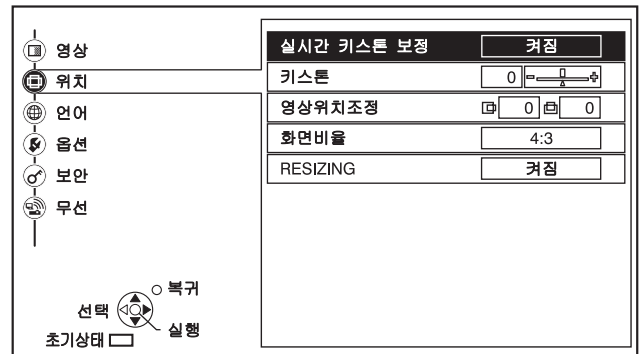 영상
위치
언어
옵션
보안
무선
복귀
선택
실행
초기상태
실시간 키스톤 보정 켜짐
키스톤 0
영상위치조정 0 0
화면비율 4:3
RESIZING 켜짐